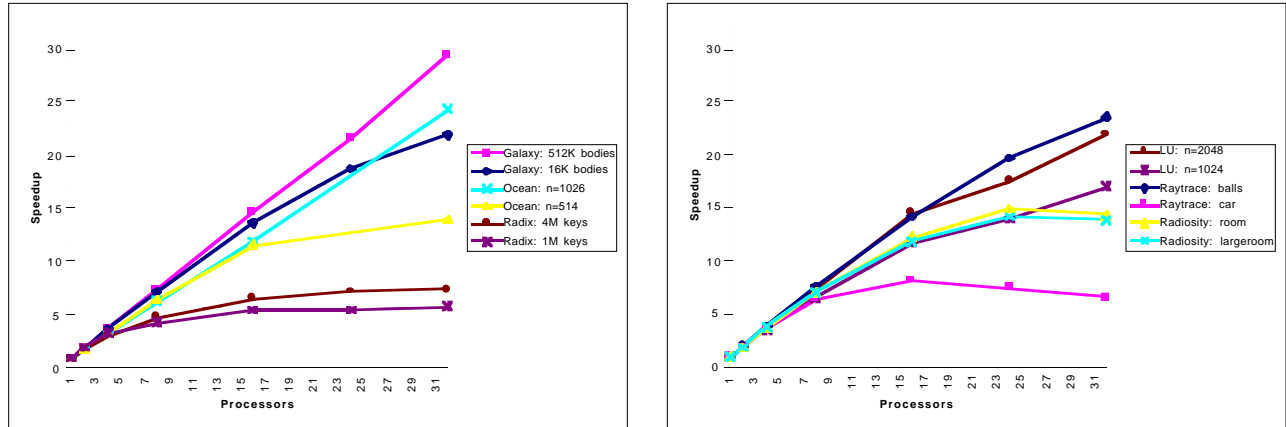 30
25
20
15
10
5
0
Speedup
1 3 5 7 9 11 13 15 17 19 21 23 25 27 29 31
Processors
Galaxy: 512K bodies
Galaxy: 16K bodies
Ocean: n=1026
Ocean: n=514
Radix: 4M keys
Radix: 1M keys
30
25
20
15
10
5
0
Speedup
1 3 5 7 9 11 13 15 17 19 21 23 25 27 29 31
Processors
LU: n=2048
LU: n=1024
Raytrace: balls
Raytrace: car
Radiosity: room
Radiosity: largeroom